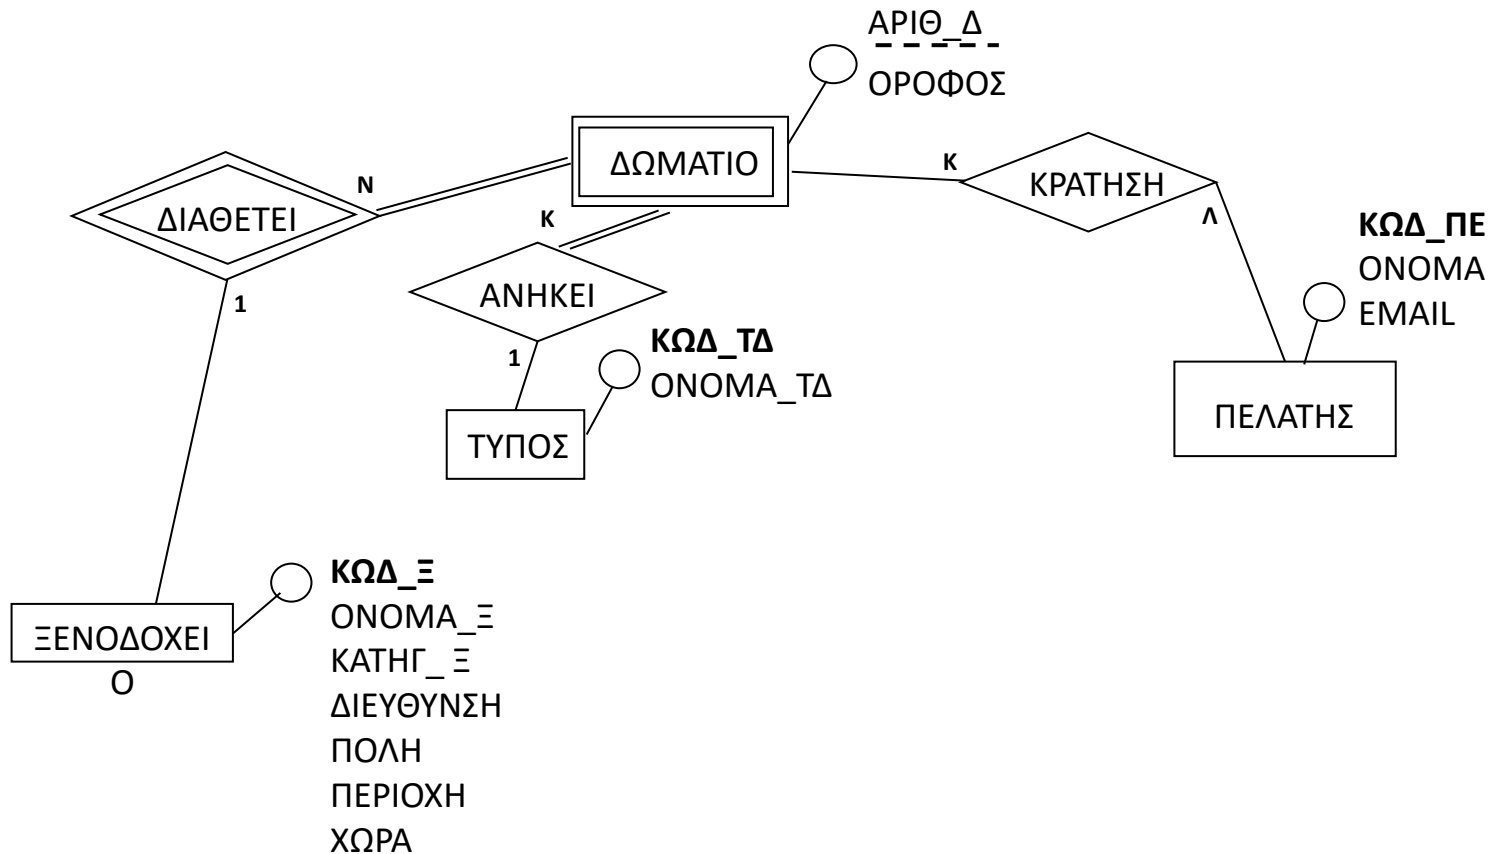 ΑΡΙΘ_Δ
ΟΡΟΦΟΣ
ΔΩΜΑΤΙΟ
Κ
ΚΡΑΤΗΣΗ
Λ
Ν
ΔΙΑΘΕΤΕΙ
1
Κ
ΑΝΗΚΕΙ
1
ΚΩΔ_ΠΕ
ΟΝΟΜΑ
EMAIL
ΠΕΛΑΤΗΣ
ΚΩΔ_ΤΔ
ΟΝΟΜΑ_ΤΔ
ΤΥΠΟΣ
ΚΩΔ_Ξ
ΟΝΟΜΑ_Ξ
ΚΑΤΗΓ_ Ξ
ΔΙΕΥΘΥΝΣΗ
ΠΟΛΗ
ΠΕΡΙΟΧΗ
ΧΩΡΑ
ΞΕΝΟΔΟΧΕΙ
Ο